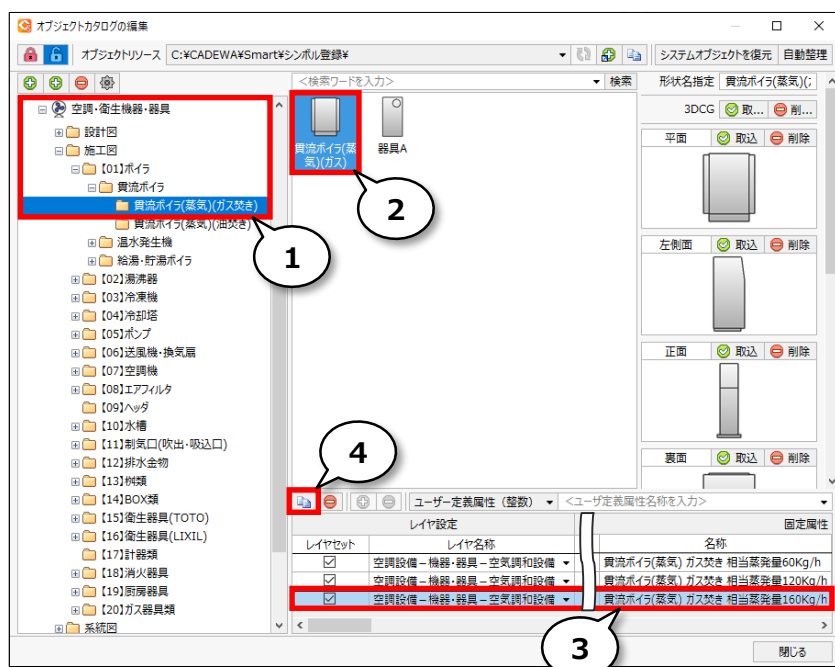 オブジェクトカタログの編集
オブジェクトリソース C:¥CADEWA¥Smart¥シンボル登録¥
システムオブジェクトを復元 自動整理
<検索ワードを入力> 検索
形状名指定 貫流ボイラ(蒸気)(;
3DCG 取... 削...
空調・衛生機器・器具
設計図
施工図
【01】ボイラ
貫流ボイラ
貫流ボイラ(蒸気)(ガス焚き)
貫流ボイラ(蒸気)(油焚き)
温水発生機
給湯・貯湯ボイラ
【02】湯沸器
【03】冷凍機
【04】冷却塔
【05】ポンプ
【06】送風機・換気扇
【07】空調機
【08】エアフィルタ
【09】ヘッダ
【10】水槽
【11】制気口(吹出・吸込口)
【12】排水金物
【13】桝類
【14】BOX類
【15】衛生器具(TOTO)
【16】衛生器具(LIXIL)
【17】計器類
【18】消火器具
【19】厨房器具
【20】ガス器具類
系統図
1
貫流ボイラ(蒸
気)(ガス)
器具A
2
平面 取込 削除
左側面 取込 削除
正面 取込 削除
裏面 取込 削除
4
ユーザー定義属性（整数） <ユーザ定義属性名称を入力>
レイヤ設定 固定属性
レイヤセット レイヤ名称 名称
空調設備－機器・器具－空気調和設備 貫流ボイラ(蒸気) ガス焚き 相当蒸発量60Kg/h
空調設備－機器・器具－空気調和設備 貫流ボイラ(蒸気) ガス焚き 相当蒸発量120Kg/h
空調設備－機器・器具－空気調和設備 貫流ボイラ(蒸気) ガス焚き 相当蒸発量160Kg/h
3
閉じる